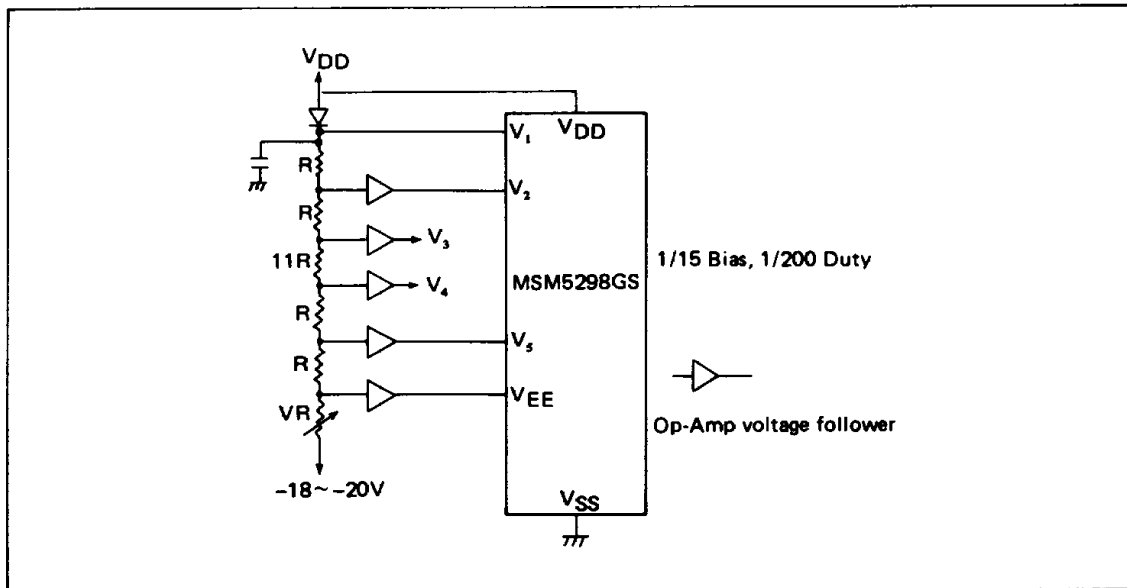 VDD
VDD
V1
R
V2
R
V3
11R
1/15 Bias, 1/200 Duty
MSM5298GS
V4
R
V5
R
VEE
VR
Op-Amp voltage follower
–18~–20V
VSS